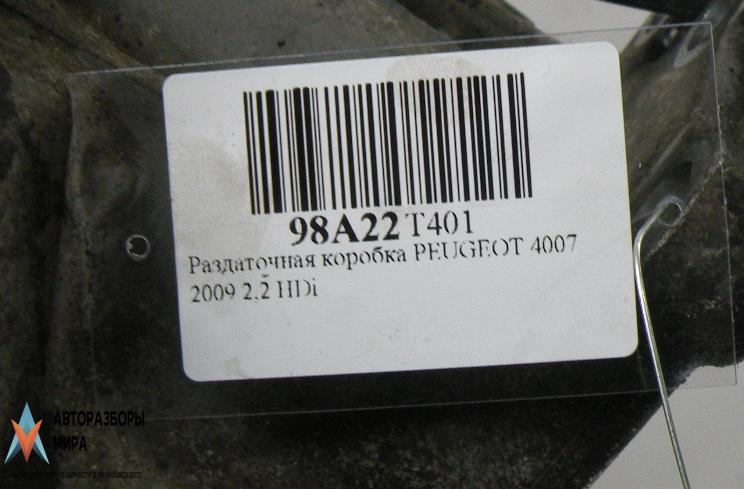 98A22 T401
Раздаточная коробка PEUGEOT 4007
2009 2,2 HDi
АВТОРАЗБОРЫ
МИРА